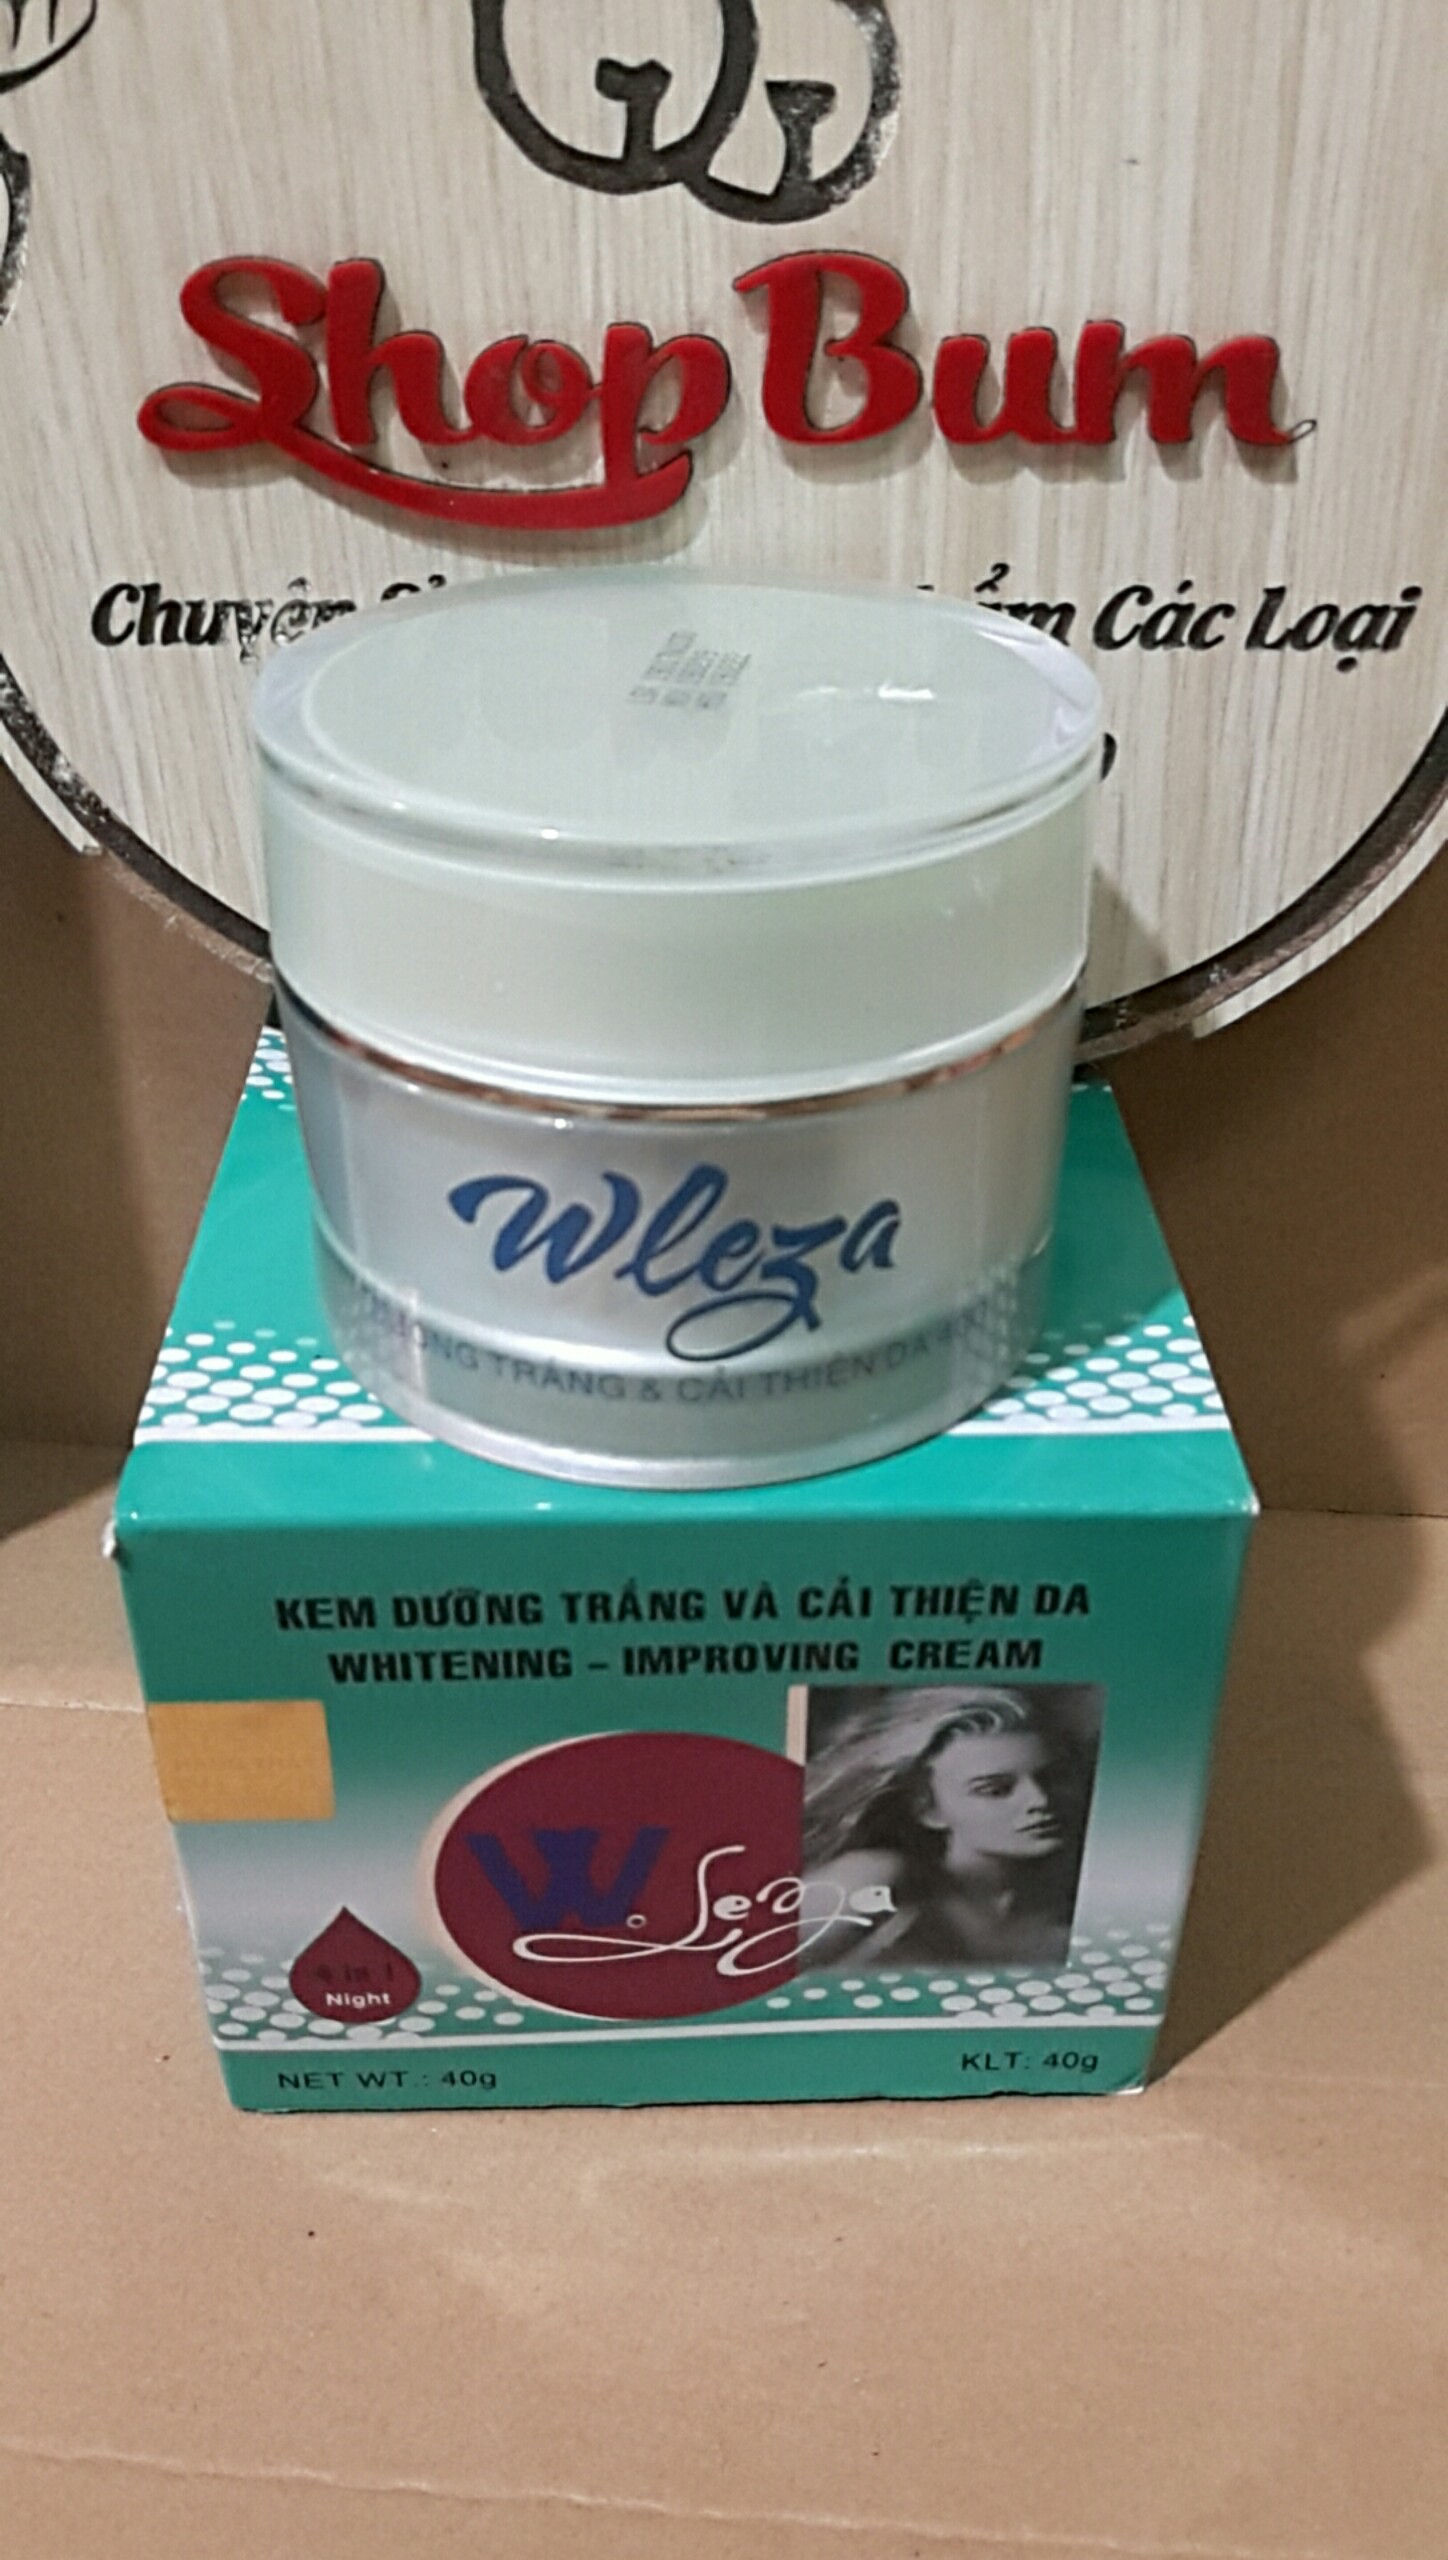 Shop Bum
Chuyên Các Loại
Wleza
TRẮNG & CẢI THIỆN DA
KEM DƯỠNG TRẮNG VÀ CẢI THIỆN DA
WHITENING - IMPROVING CREAM
W. Leza
4 in 1
Night
NET WT.: 40g
KLT: 40g